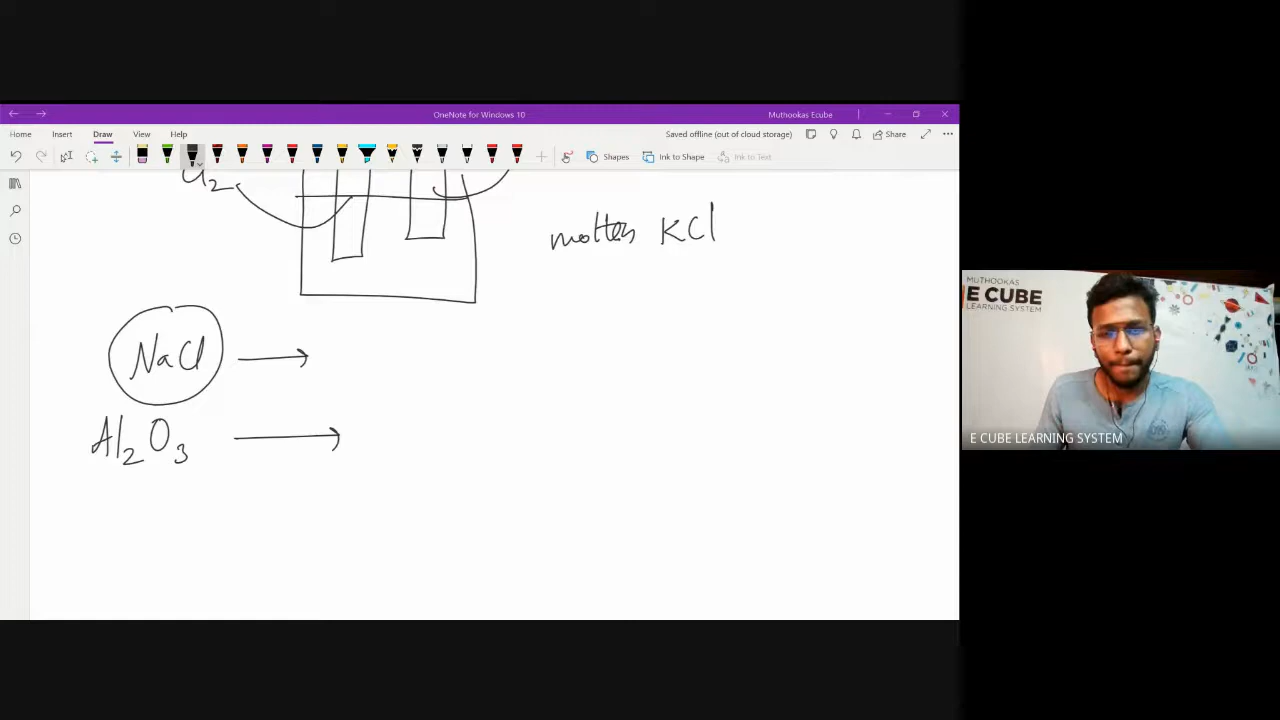 OneNote for Windows 10
Muthookas Ecube
Home Insert Draw View Help
Saved offline (out of cloud storage)
Share
Shapes
Ink to Shape
Ink to Text
Cl2
molten KCl
NaCl →
Al2O3 →
MUTHOOKAS
E CUBE
LEARNING SYSTEM
E CUBE LEARNING SYSTEM